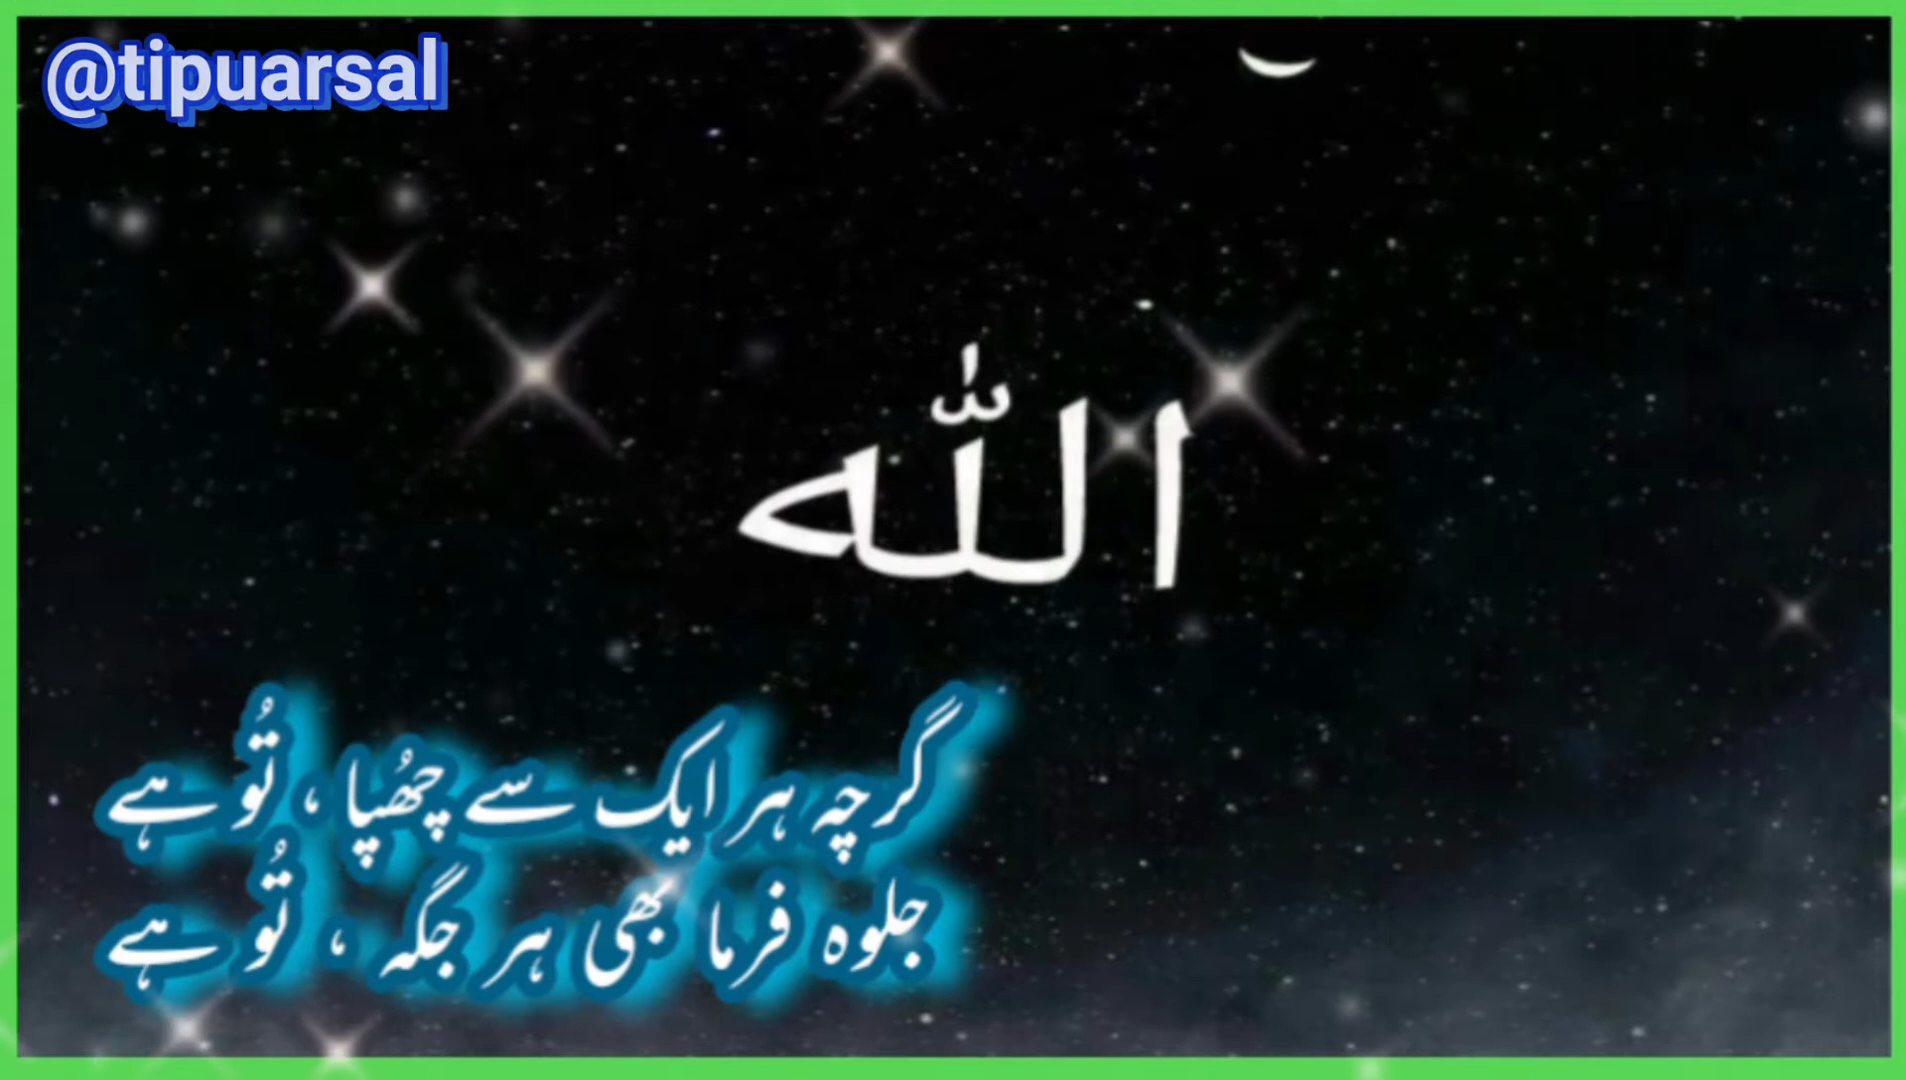 @tipuarsal
اللّٰه
گرچہ ہر ایک سے چھُپا ، تُو ہے
جلوہ فرما بھی ہر جگہ ، تُو ہے